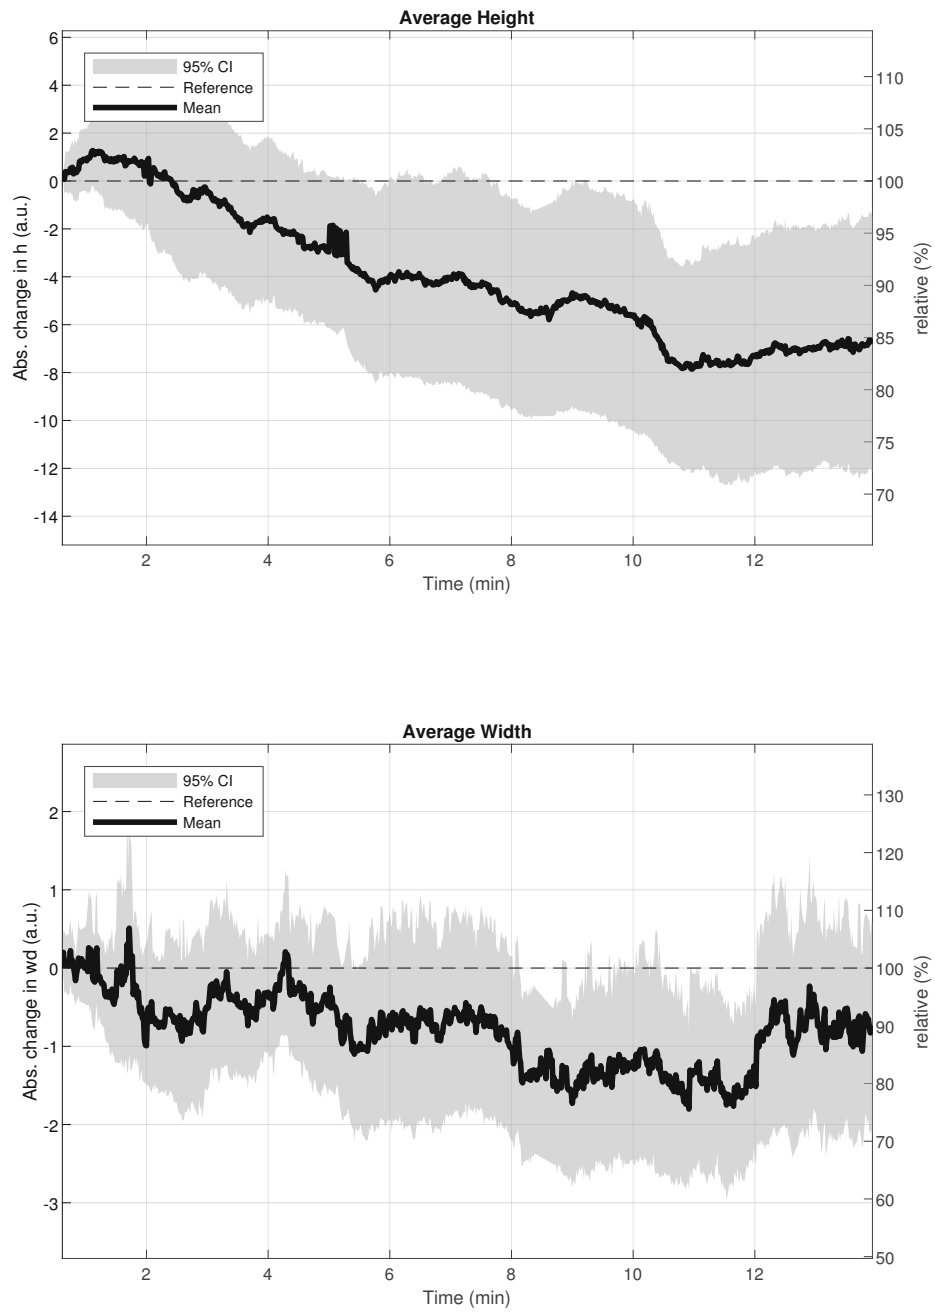 Average Height
6
4
2
0
-2
-4
-6
-8
-10
-12
-14
Abs. change in h (a.u.)
95% CI
Reference
Mean
110
105
100
95
90
85
80
75
70
relative (%)
2 4 6 8 10 12
Time (min)
Average Width
2
1
0
-1
-2
-3
Abs. change in wd (a.u.)
95% CI
Reference
Mean
130
120
110
100
90
80
70
60
50
relative (%)
2 4 6 8 10 12
Time (min)